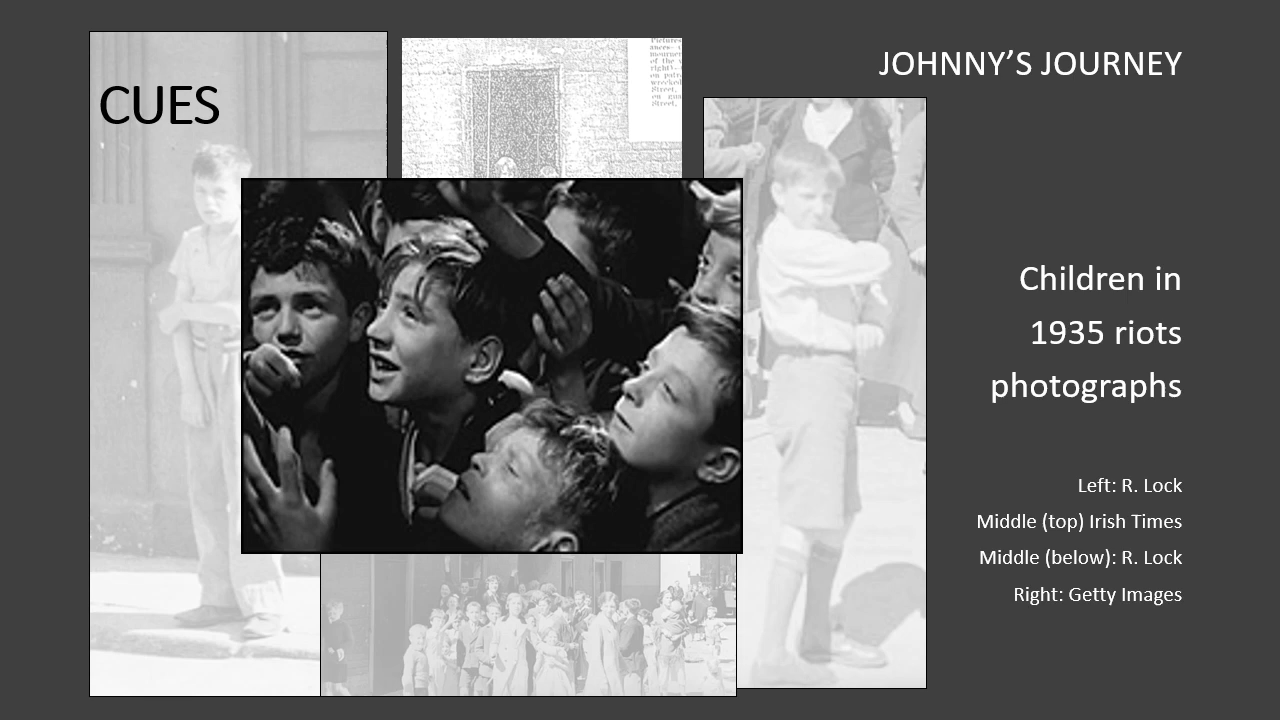 JOHNNY’S JOURNEY
CUES
Children in
1935 riots
photographs
Left: R. Lock
Middle (top) Irish Times
Middle (below): R. Lock
Right: Getty Images